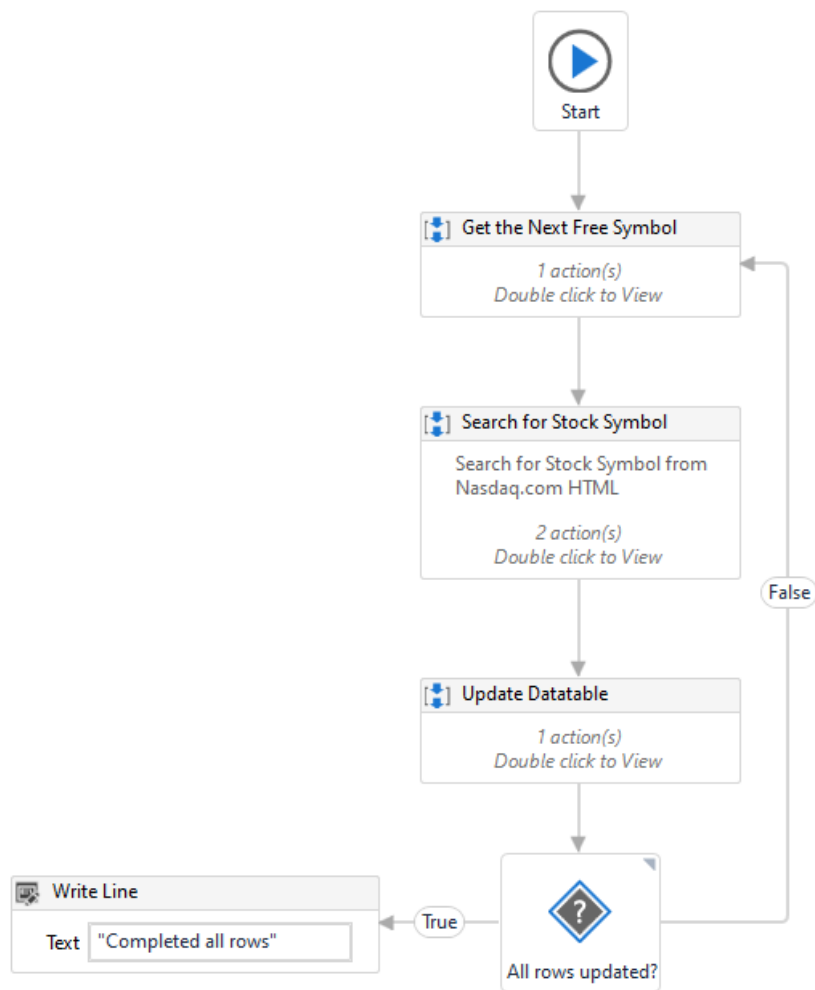 Start
Get the Next Free Symbol
1 action(s)
Double click to View
Search for Stock Symbol
Search for Stock Symbol from
Nasdaq.com HTML
2 action(s)
Double click to View
False
Update Datatable
1 action(s)
Double click to View
Write Line
Text "Completed all rows"
True
?
All rows updated?